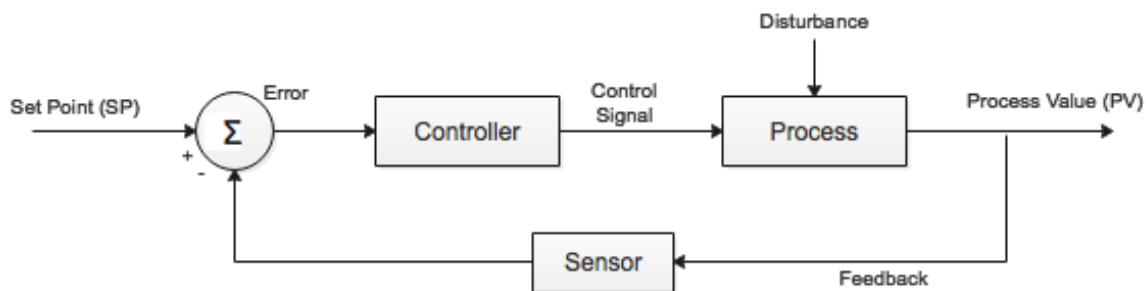 Disturbance
Set Point (SP)
Error
Control
Signal
Process Value (PV)
Σ
Controller
Process
+
-
Sensor
Feedback